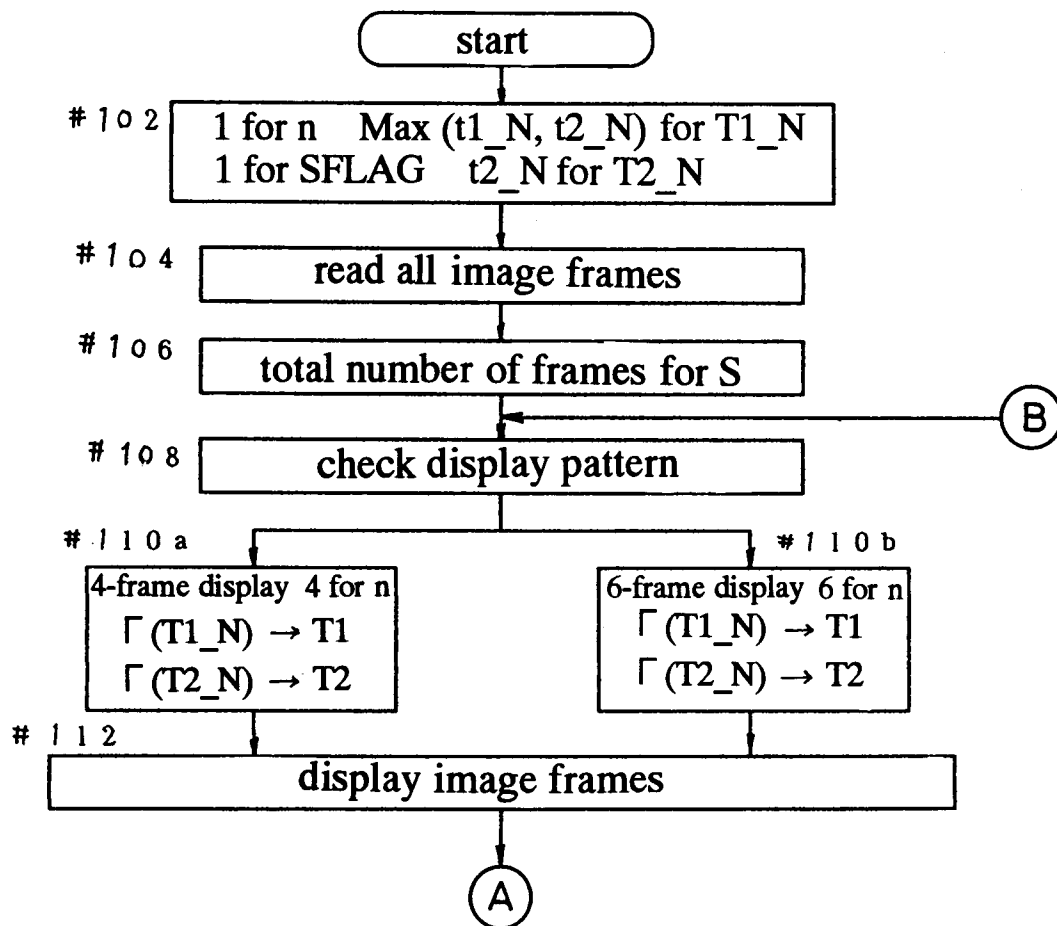 start
#102
1 for n Max (t1_N, t2_N) for T1_N
1 for SFLAG t2_N for T2_N
#104
read all image frames
#106
total number of frames for S
B
#108
check display pattern
#110a
#110b
4-frame display 4 for n
Γ(T1_N) → T1
Γ(T2_N) → T2
6-frame display 6 for n
Γ(T1_N) → T1
Γ(T2_N) → T2
#112
display image frames
A